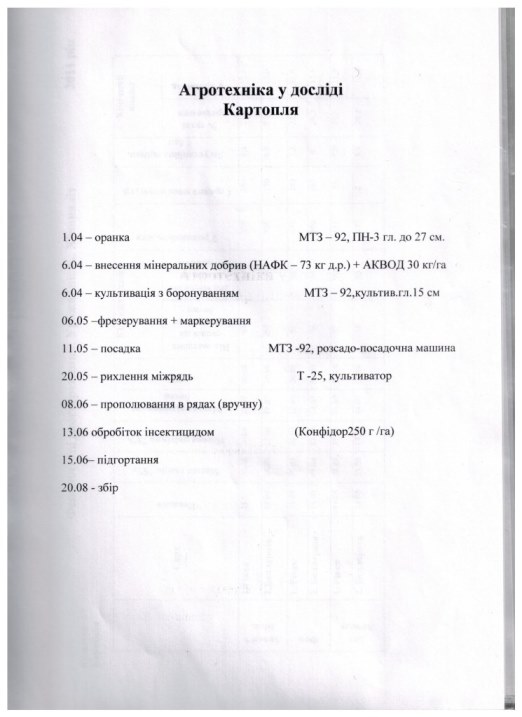 Агротехніка у досліді
Картопля
1.04 – оранка МТЗ – 92, ПН-3 гл. до 27 см.
6.04 – внесення мінеральних добрив (НАФК – 73 кг д.р.) + АКВОД 30 кг/га
6.04 – культивація з боронуванням МТЗ – 92,культив.гл.15 см
06.05 –фрезерування + маркерування
11.05 – посадка МТЗ -92, розсадо-посадочна машина
20.05 – рихлення міжрядь Т -25, культиватор
08.06 – прополювання в рядах (вручну)
13.06 обробіток інсектицидом (Конфідор250 г /га)
15.06– підгортання
20.08 - збір